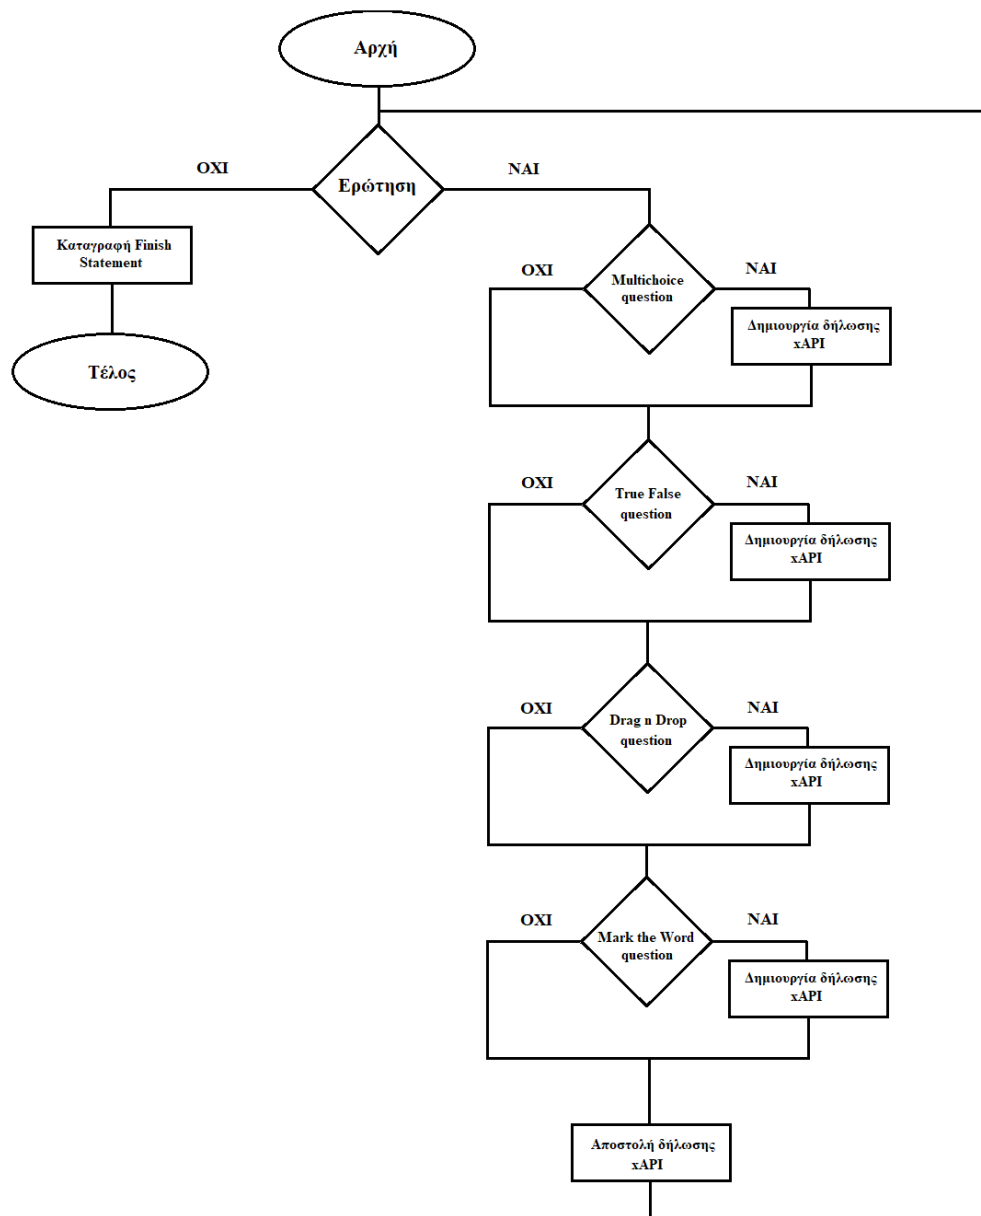 Αρχή
ΟΧΙ
Ερώτηση
ΝΑΙ
Καταγραφή Finish
Statement
Τέλος
ΟΧΙ
Multichoice
question
ΝΑΙ
Δημιουργία δήλωσης
xAPI
ΟΧΙ
True False
question
ΝΑΙ
Δημιουργία δήλωσης
xAPI
ΟΧΙ
Drag n Drop
question
ΝΑΙ
Δημιουργία δήλωσης
xAPI
ΟΧΙ
Mark the Word
question
ΝΑΙ
Δημιουργία δήλωσης
xAPI
Αποστολή δήλωσης
xAPI